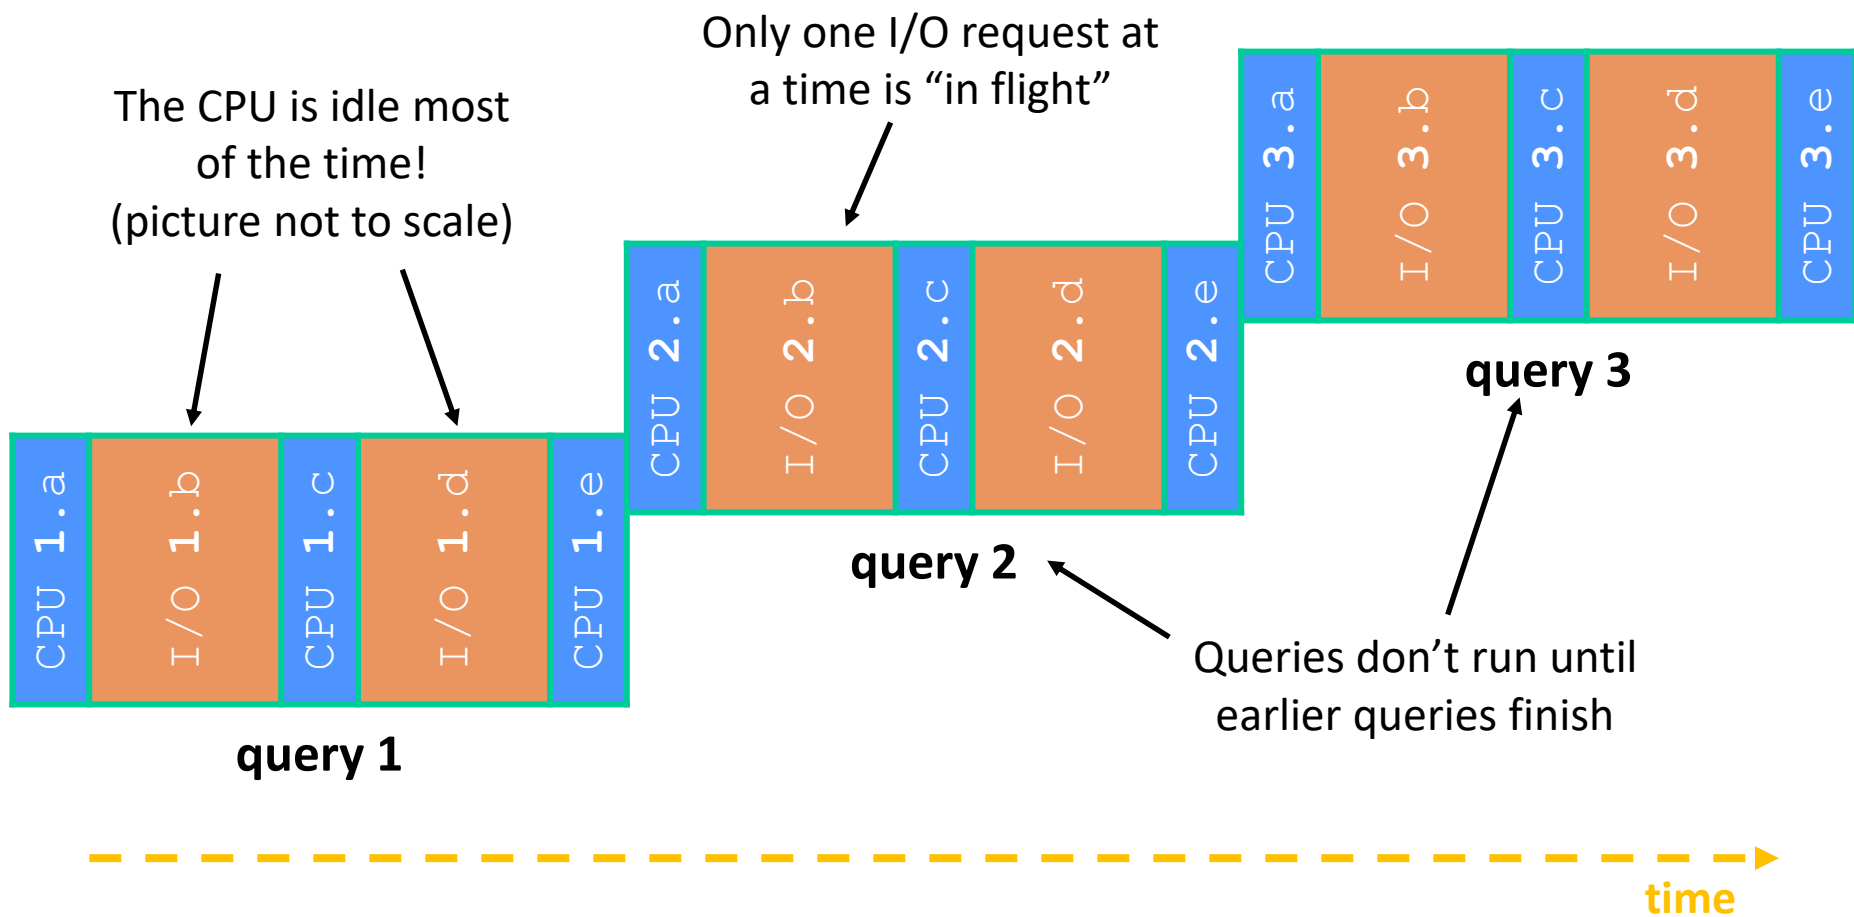 The CPU is idle most
of the time!
(picture not to scale)
Only one I/O request at
a time is “in flight”
CPU 1.a
I/O 1.b
CPU 1.c
I/O 1.d
CPU 1.e
query 1
CPU 2.a
I/O 2.b
CPU 2.c
I/O 2.d
CPU 2.e
query 2
CPU 3.a
I/O 3.b
CPU 3.c
I/O 3.d
CPU 3.e
query 3
Queries don’t run until
earlier queries finish
time